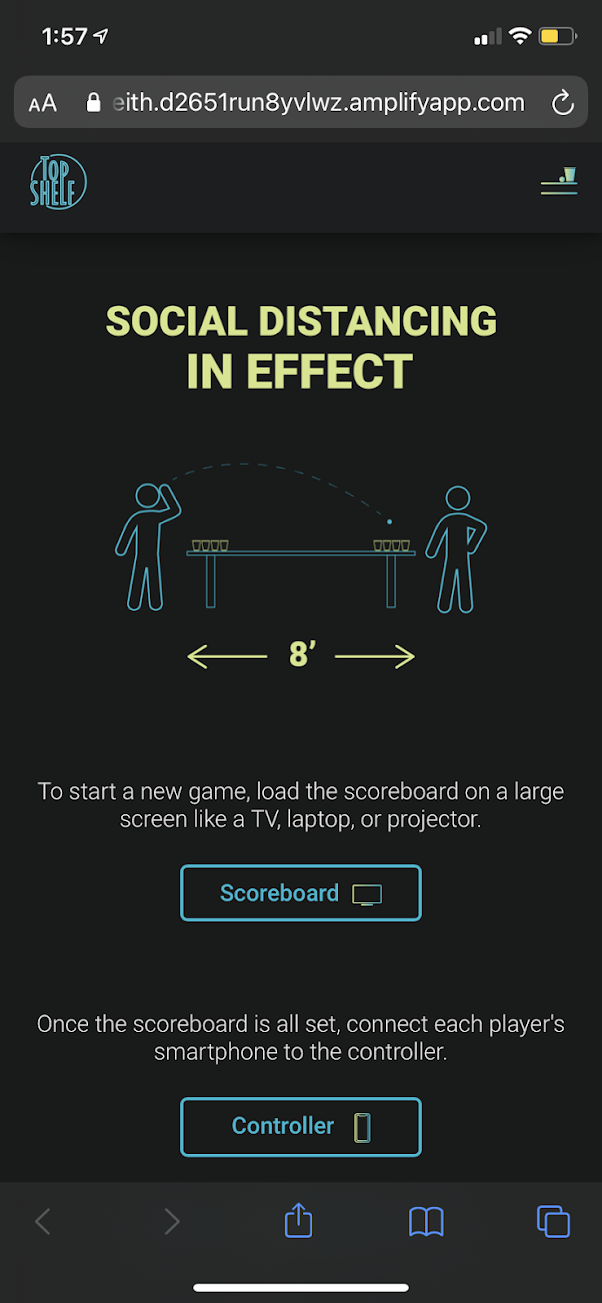 1:57
AA
eith.d2651run8yvlwz.amplifyapp.com
TOP
SHELF
SOCIAL DISTANCING
IN EFFECT
8’
To start a new game, load the scoreboard on a large
screen like a TV, laptop, or projector.
Scoreboard
Once the scoreboard is all set, connect each player's
smartphone to the controller.
Controller